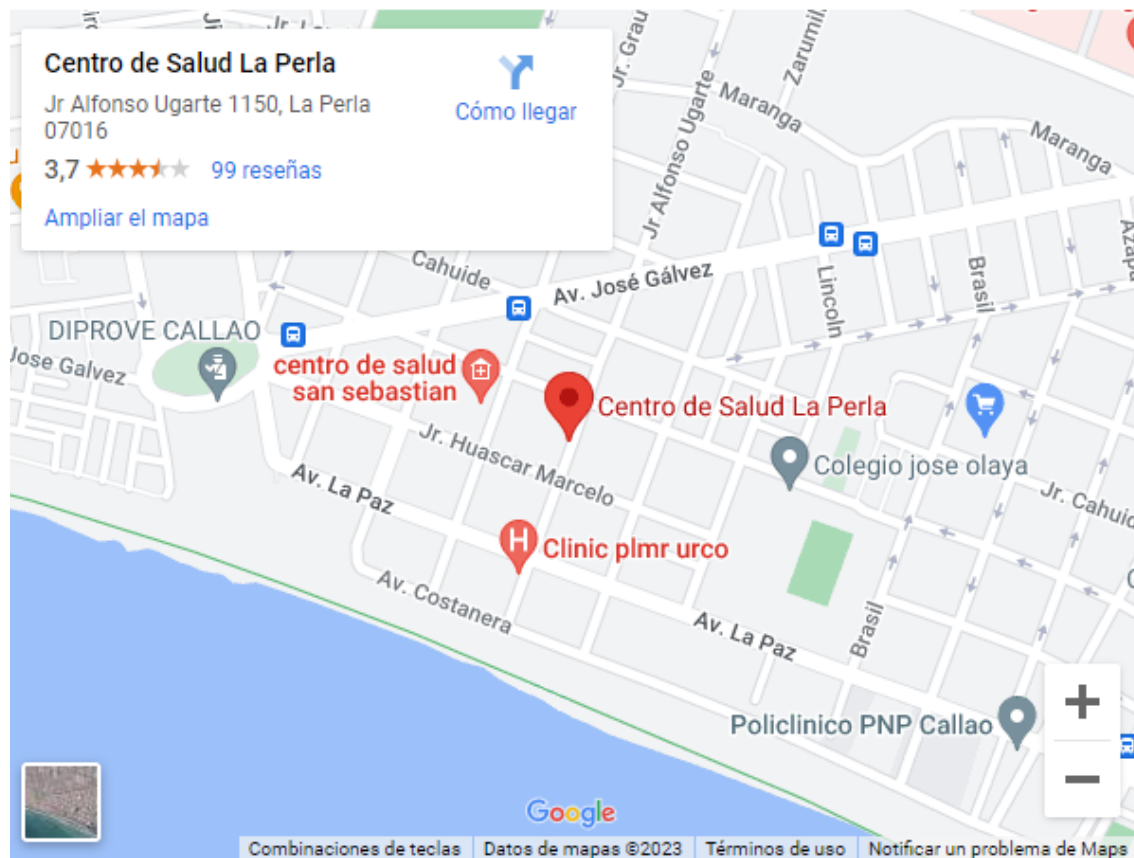 Centro de Salud La Perla
Jr Alfonso Ugarte 1150, La Perla
07016
3,7
99 reseñas
Cómo llegar
Ampliar el mapa
Jr. Grau
Zarumilla
Maranga
Maranga
Jr Alfonso Ugarte
Cahuide
Av. José Gálvez
Lincoln
Brasil
DIPROVE CALLAO
Jose Galvez
centro de salud
san sebastian
Centro de Salud La Perla
Jr. Huascar Marcelo
Colegio jose olaya
Av. La Paz
Jr. Cahuide
Clinic plmr urco
Av. Costanera
Av. La Paz
Brasil
Policlinico PNP Callao
+
−
Google
Combinaciones de teclas
Datos de mapas ©2023
Términos de uso
Notificar un problema de Maps